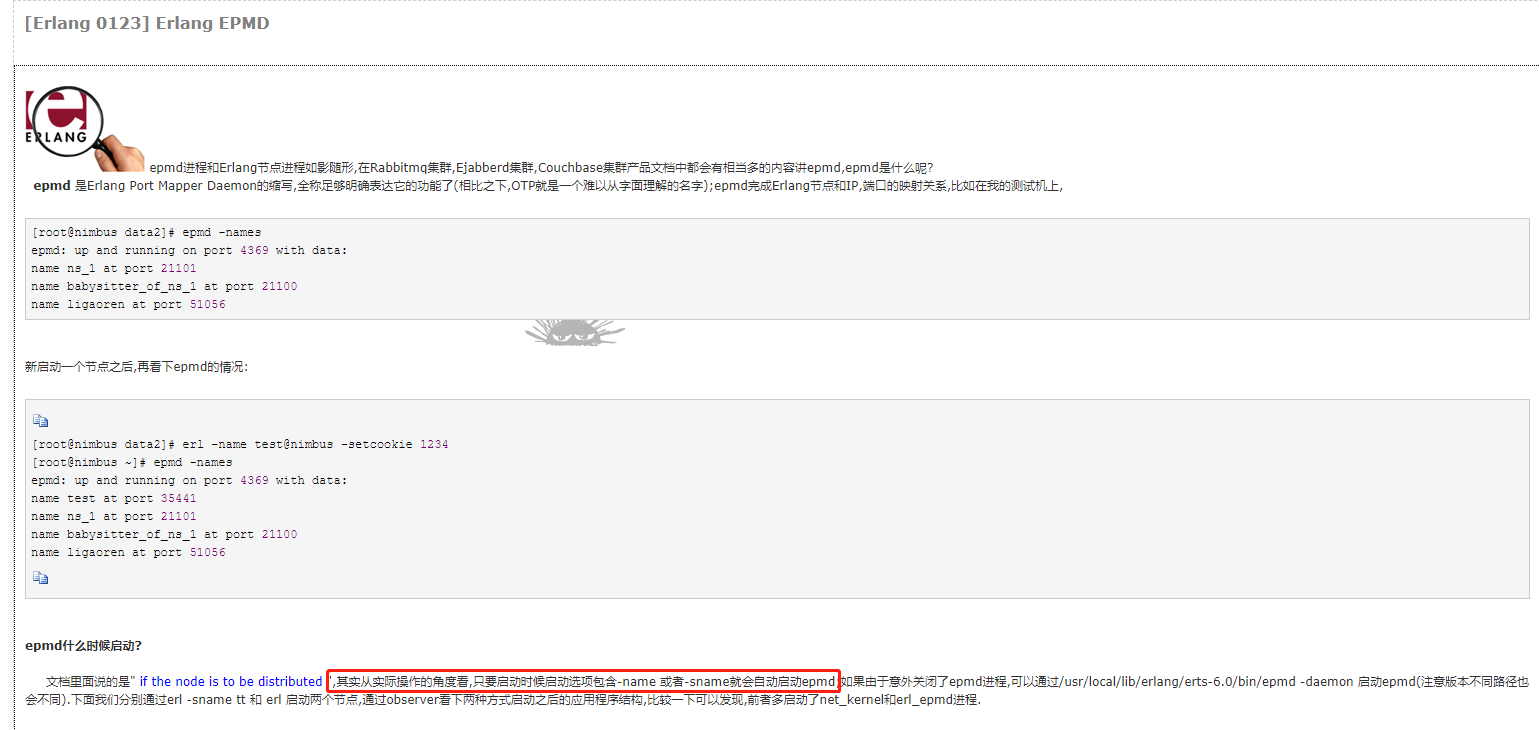 [Erlang 0123] Erlang EPMD
ERLANG
epmd进程和Erlang节点进程如影随形,在Rabbitmq集群,Ejabberd集群,Couchbase集群产品文档中都会有相当多的内容讲epmd,epmd是什么呢?
epmd 是Erlang Port Mapper Daemon的缩写,全称足够明确表达它的功能了(相比之下,OTP就是一个难以从字面理解的名字);epmd完成Erlang节点和IP,端口的映射关系,比如在我的测试机上,
[root@nimbus data2]# epmd -names
epmd: up and running on port 4369 with data:
name ns_1 at port 21101
name babysitter_of_ns_1 at port 21100
name ligaoren at port 51056
新启动一个节点之后,再看下epmd的情况:
[root@nimbus data2]# erl -name test@nimbus -setcookie 1234
[root@nimbus ~]# epmd -names
epmd: up and running on port 4369 with data:
name test at port 35441
name ns_1 at port 21101
name babysitter_of_ns_1 at port 21100
name ligaoren at port 51056
epmd什么时候启动?
文档里面说的是" if the node is to be distributed ",其实从实际操作的角度看,只要启动时候启动选项包含-name 或者-sname就会自动启动epmd;如果由于意外关闭了epmd进程,可以通过/usr/local/lib/erlang/erts-6.0/bin/epmd -daemon 启动epmd(注意版本不同路径也
会不同).下面我们分别通过erl -sname tt 和 erl 启动两个节点,通过observer看下两种方式启动之后的应用程序结构,比较一下可以发现,前者多启动了net_kernel和erl_epmd进程.